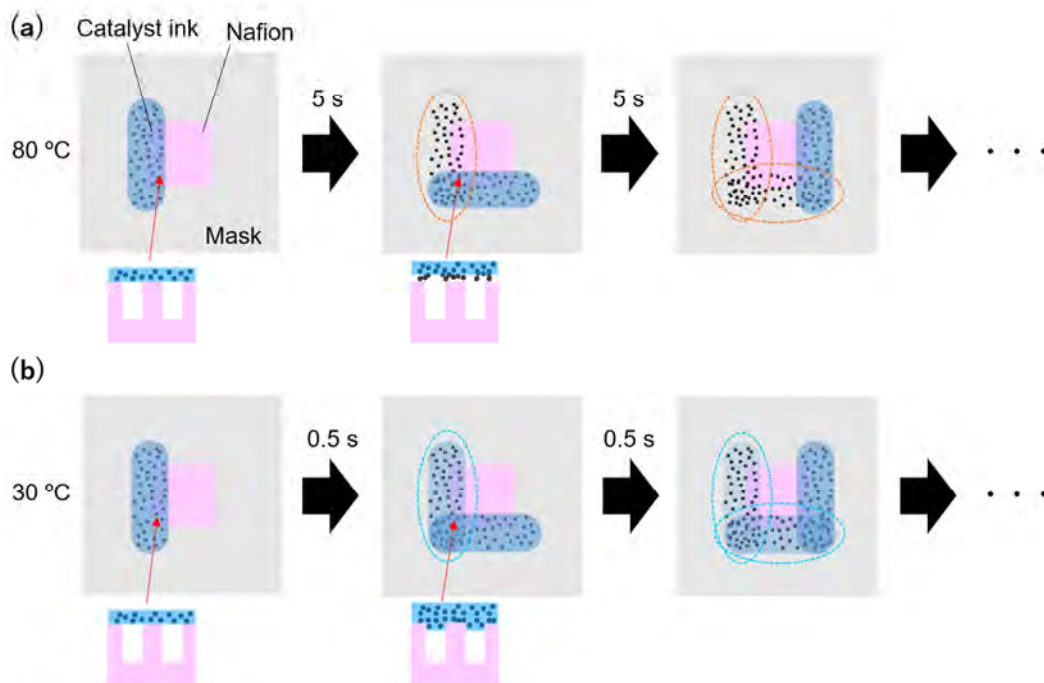 (a)
Catalyst ink
Nafion
5 s
5 s
80 ºC
Mask
• • •
(b)
0.5 s
0.5 s
30 ºC
• • •